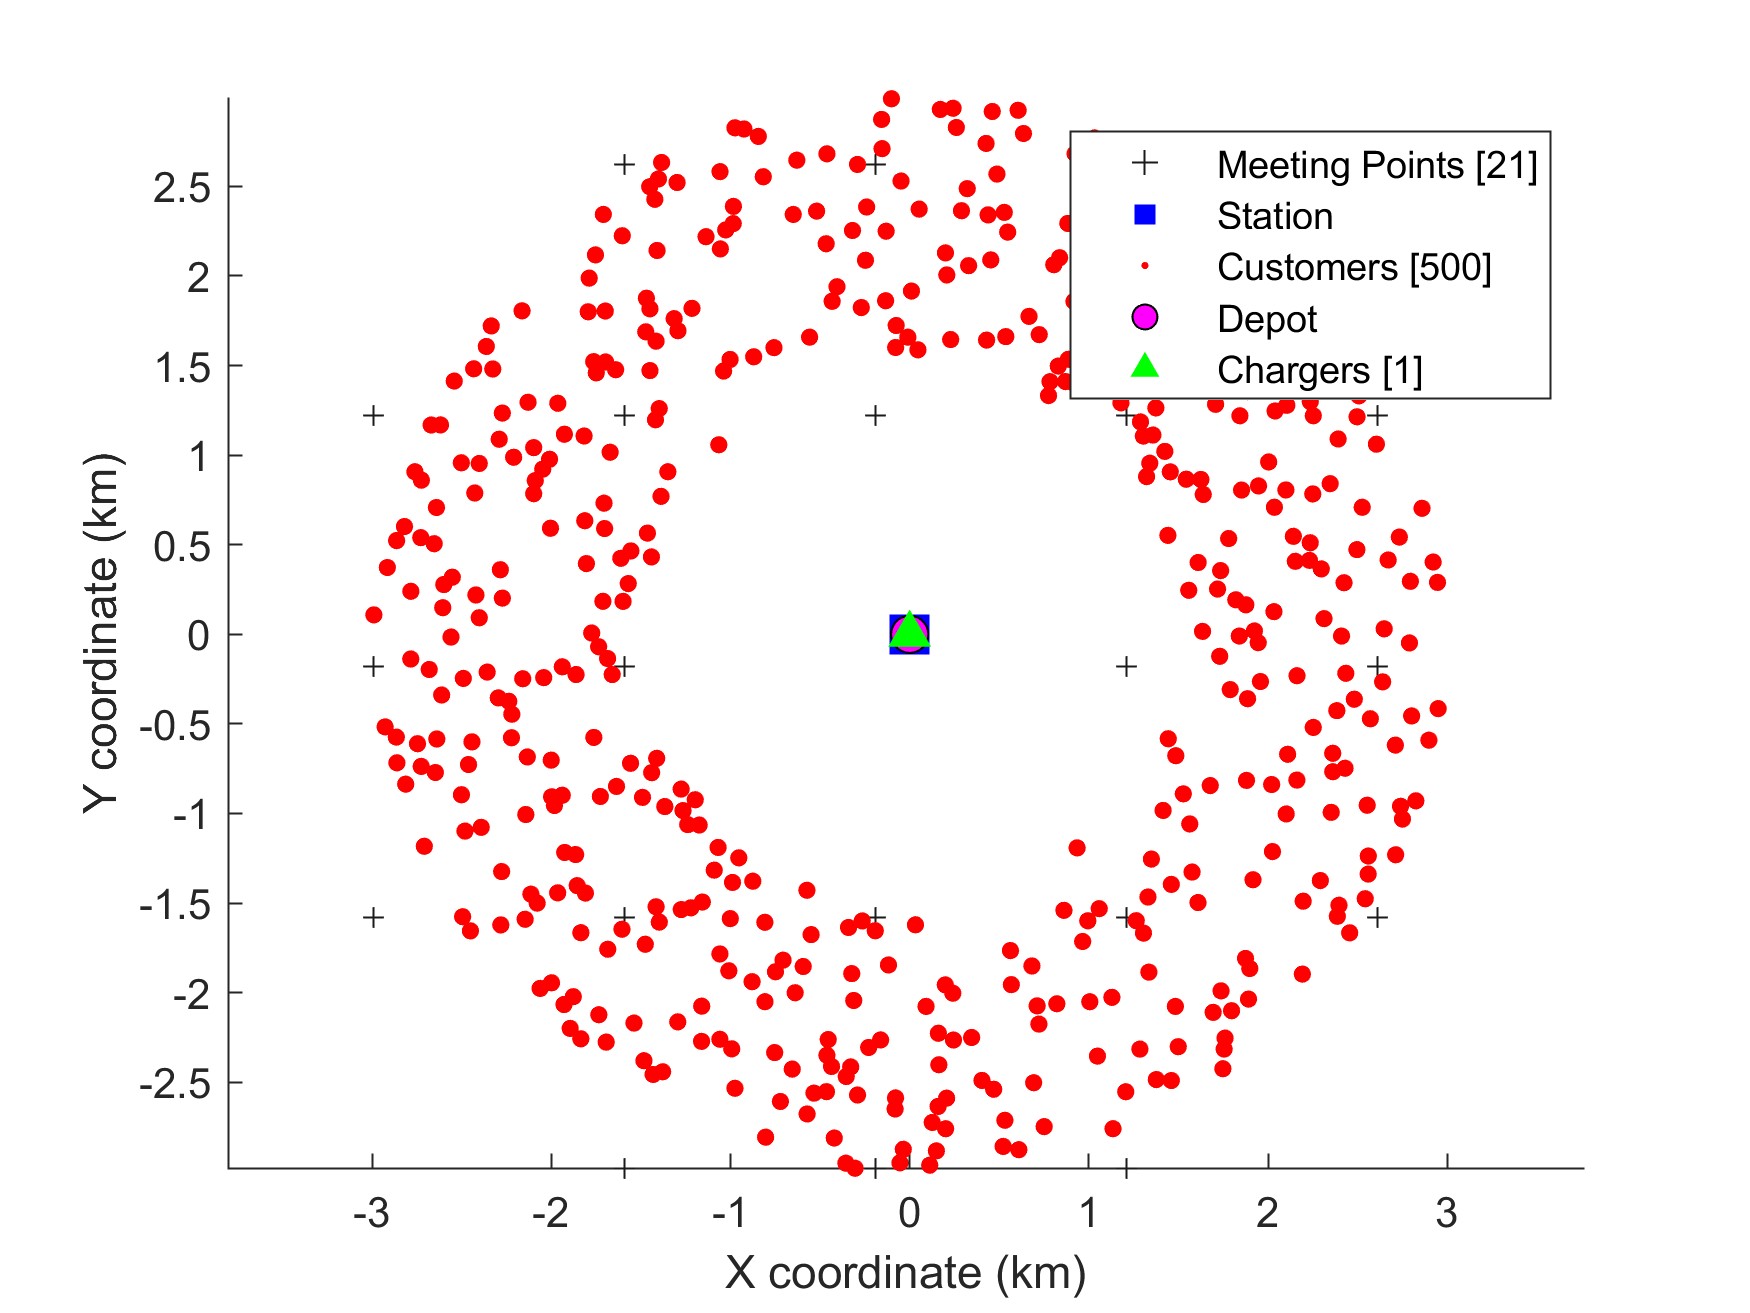 Meeting Points [21]
Station
Customers [500]
Depot
Chargers [1]
Y coordinate (km)
2.5
2
1.5
1
0.5
0
-0.5
-1
-1.5
-2
-2.5
-3 -2 -1 0 1 2 3
X coordinate (km)